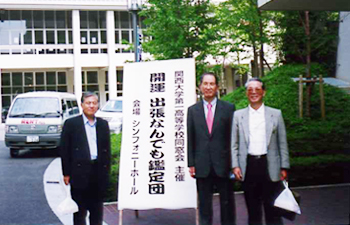 関西大学第一高等学校同窓会 主催
開運 出張なんでも鑑定団
会場 シンフォニーホール